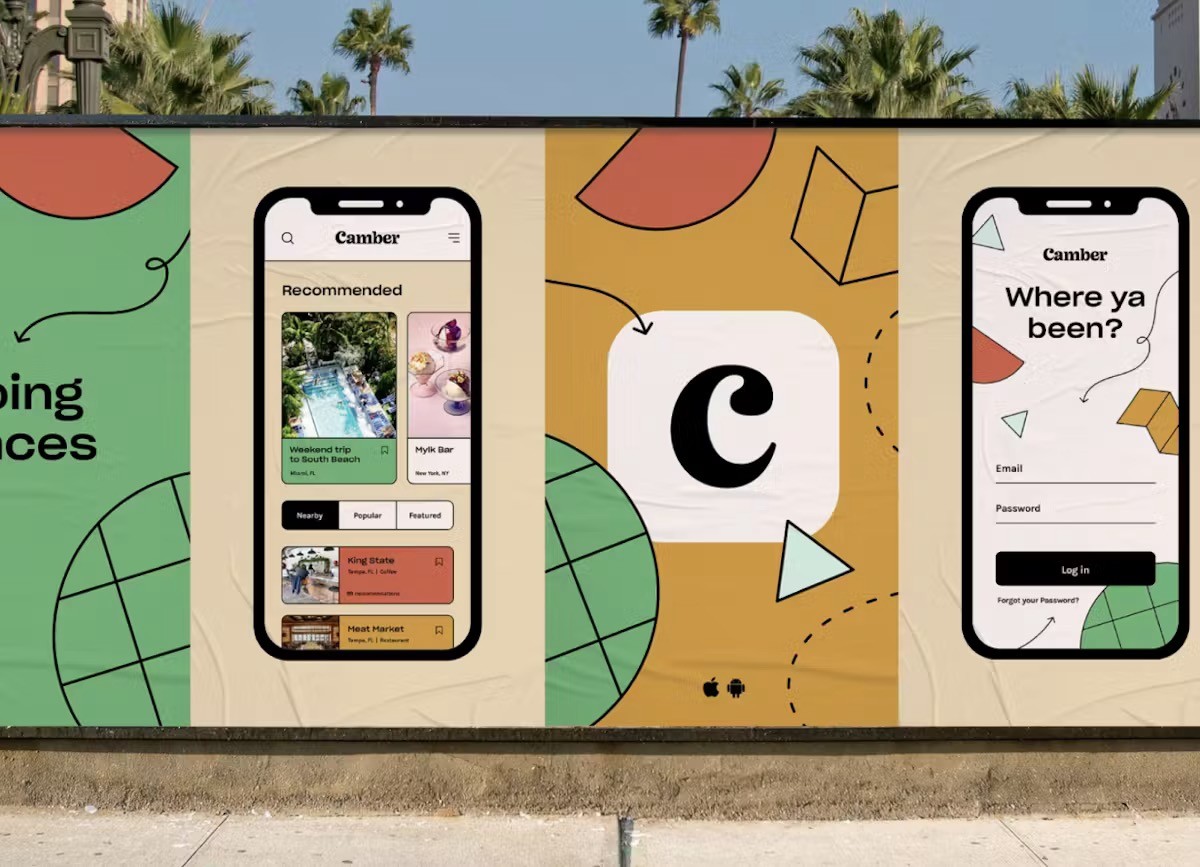 ping
nces
Camber
Recommended
Weekend trip
to South Beach
Miami, FL
Mylk Bar
New York, NY
Nearby
Popular
Featured
King State
Tampa, FL | Coffee
recommendations
Meat Market
Tampa, FL | Restaurant
C
Camber
Where ya
been?
Email
Password
Log in
Forgot your Password?